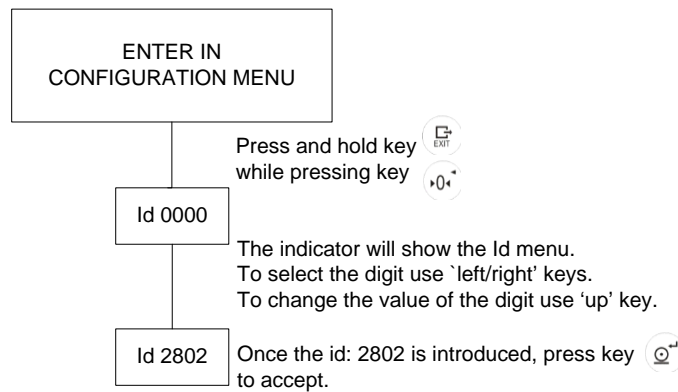 ENTER IN
CONFIGURATION MENU
Press and hold key
EXIT
while pressing key
0
Id 0000
The indicator will show the Id menu.
To select the digit use `left/right' keys.
To change the value of the digit use ‘up’ key.
Id 2802
Once the id: 2802 is introduced, press key
to accept.